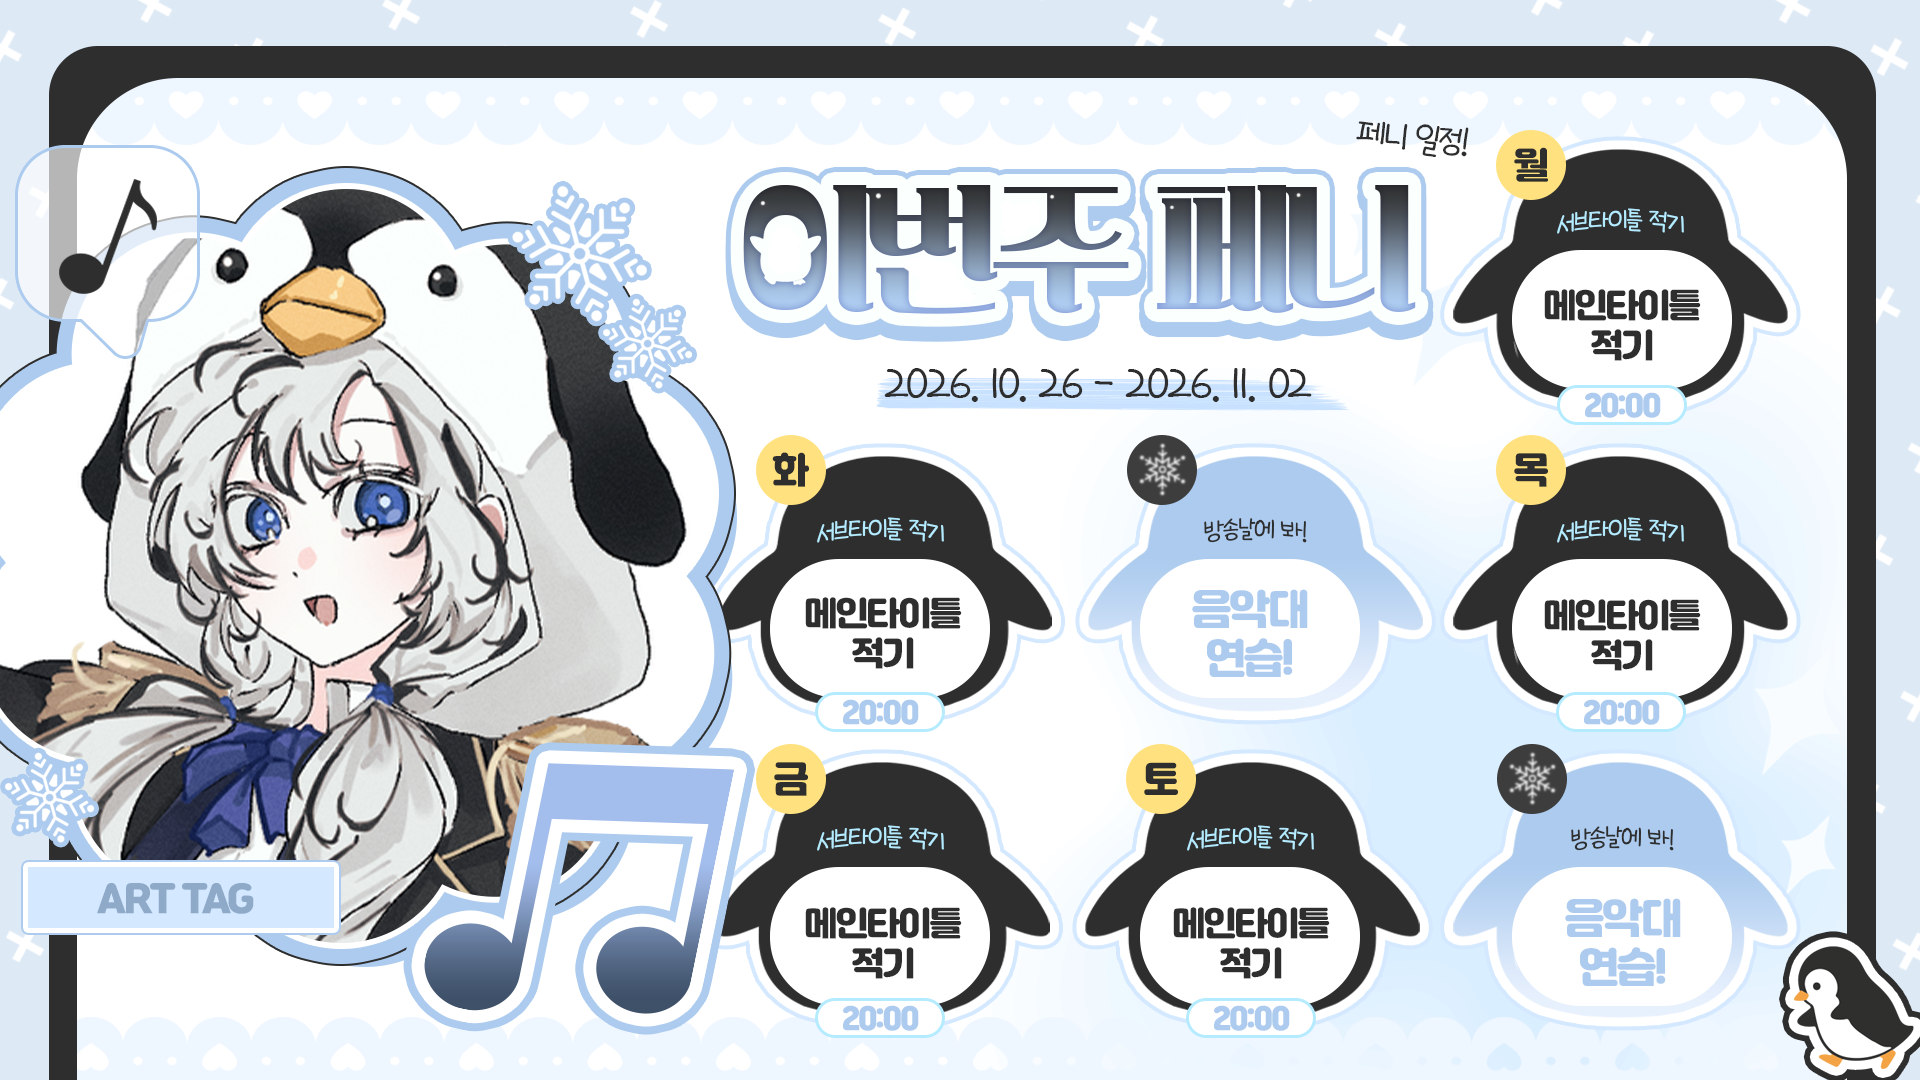 페니 일정!
이번주 페니
2026. 10. 26 - 2026. 11. 02
월
서브타이틀 적기
메인타이틀
적기
20:00
화
서브타이틀 적기
메인타이틀
적기
20:00
방송날에 봐!
음악대
연습!
목
서브타이틀 적기
메인타이틀
적기
20:00
금
서브타이틀 적기
메인타이틀
적기
20:00
토
서브타이틀 적기
메인타이틀
적기
20:00
방송날에 봐!
음악대
연습!
ART TAG